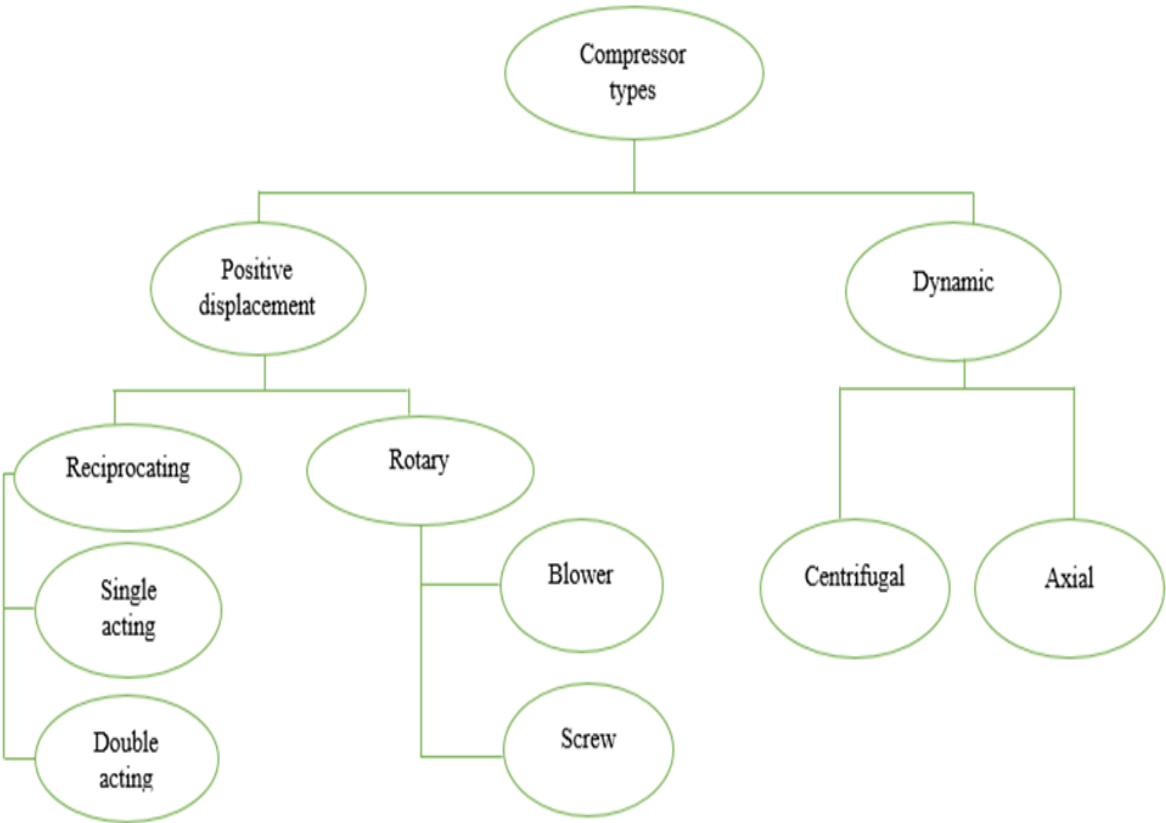 Compressor
types
Positive
displacement
Dynamic
Reciprocating
Rotary
Single
acting
Blower
Centrifugal
Axial
Double
acting
Screw